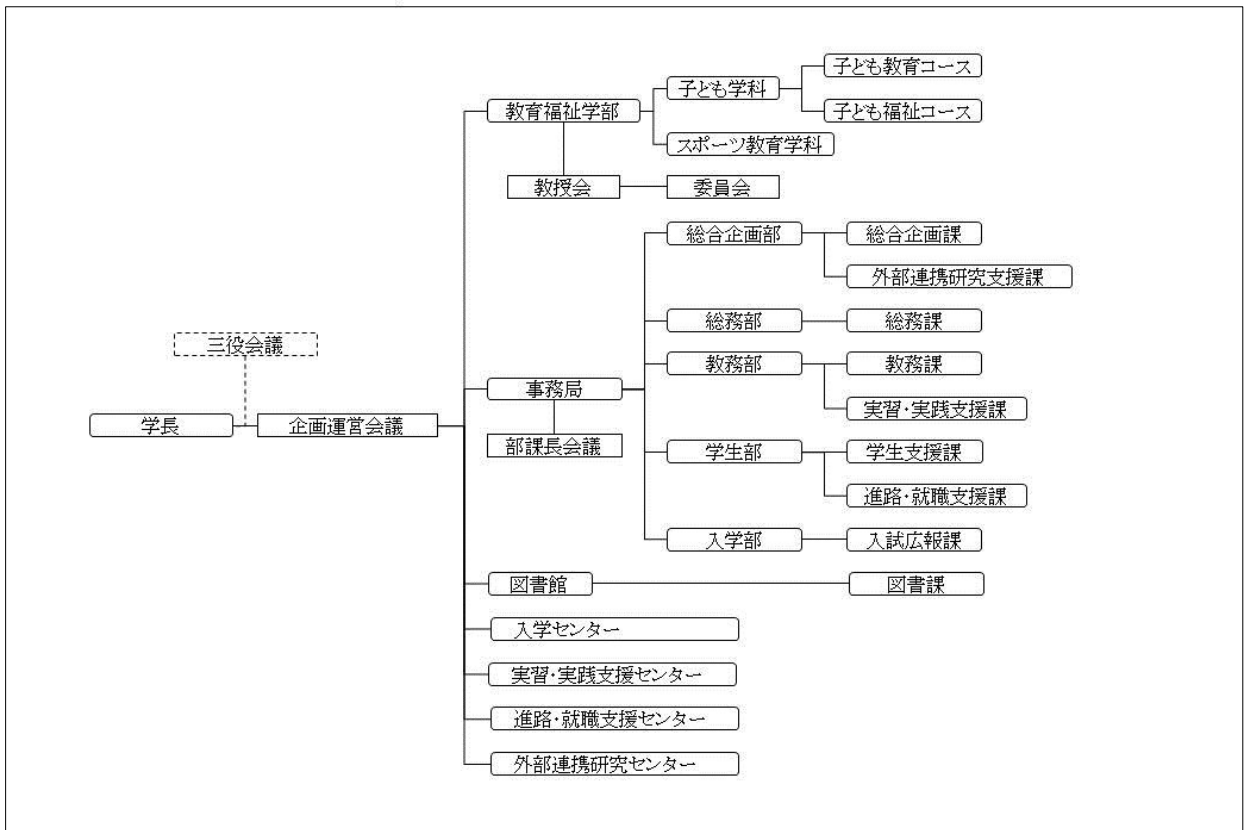 子ども教育コース
子ども学科
教育福祉学部
子ども福祉コース
スポーツ教育学科
教授会
委員会
総合企画部
総合企画課
外部連携研究支援課
総務部
総務課
三役会議
教務部
教務課
事務局
実習・実践支援課
学長
企画運営会議
部課長会議
学生部
学生支援課
進路・就職支援課
入学部
入試広報課
図書館
図書課
入学センター
実習・実践支援センター
進路・就職支援センター
外部連携研究センター